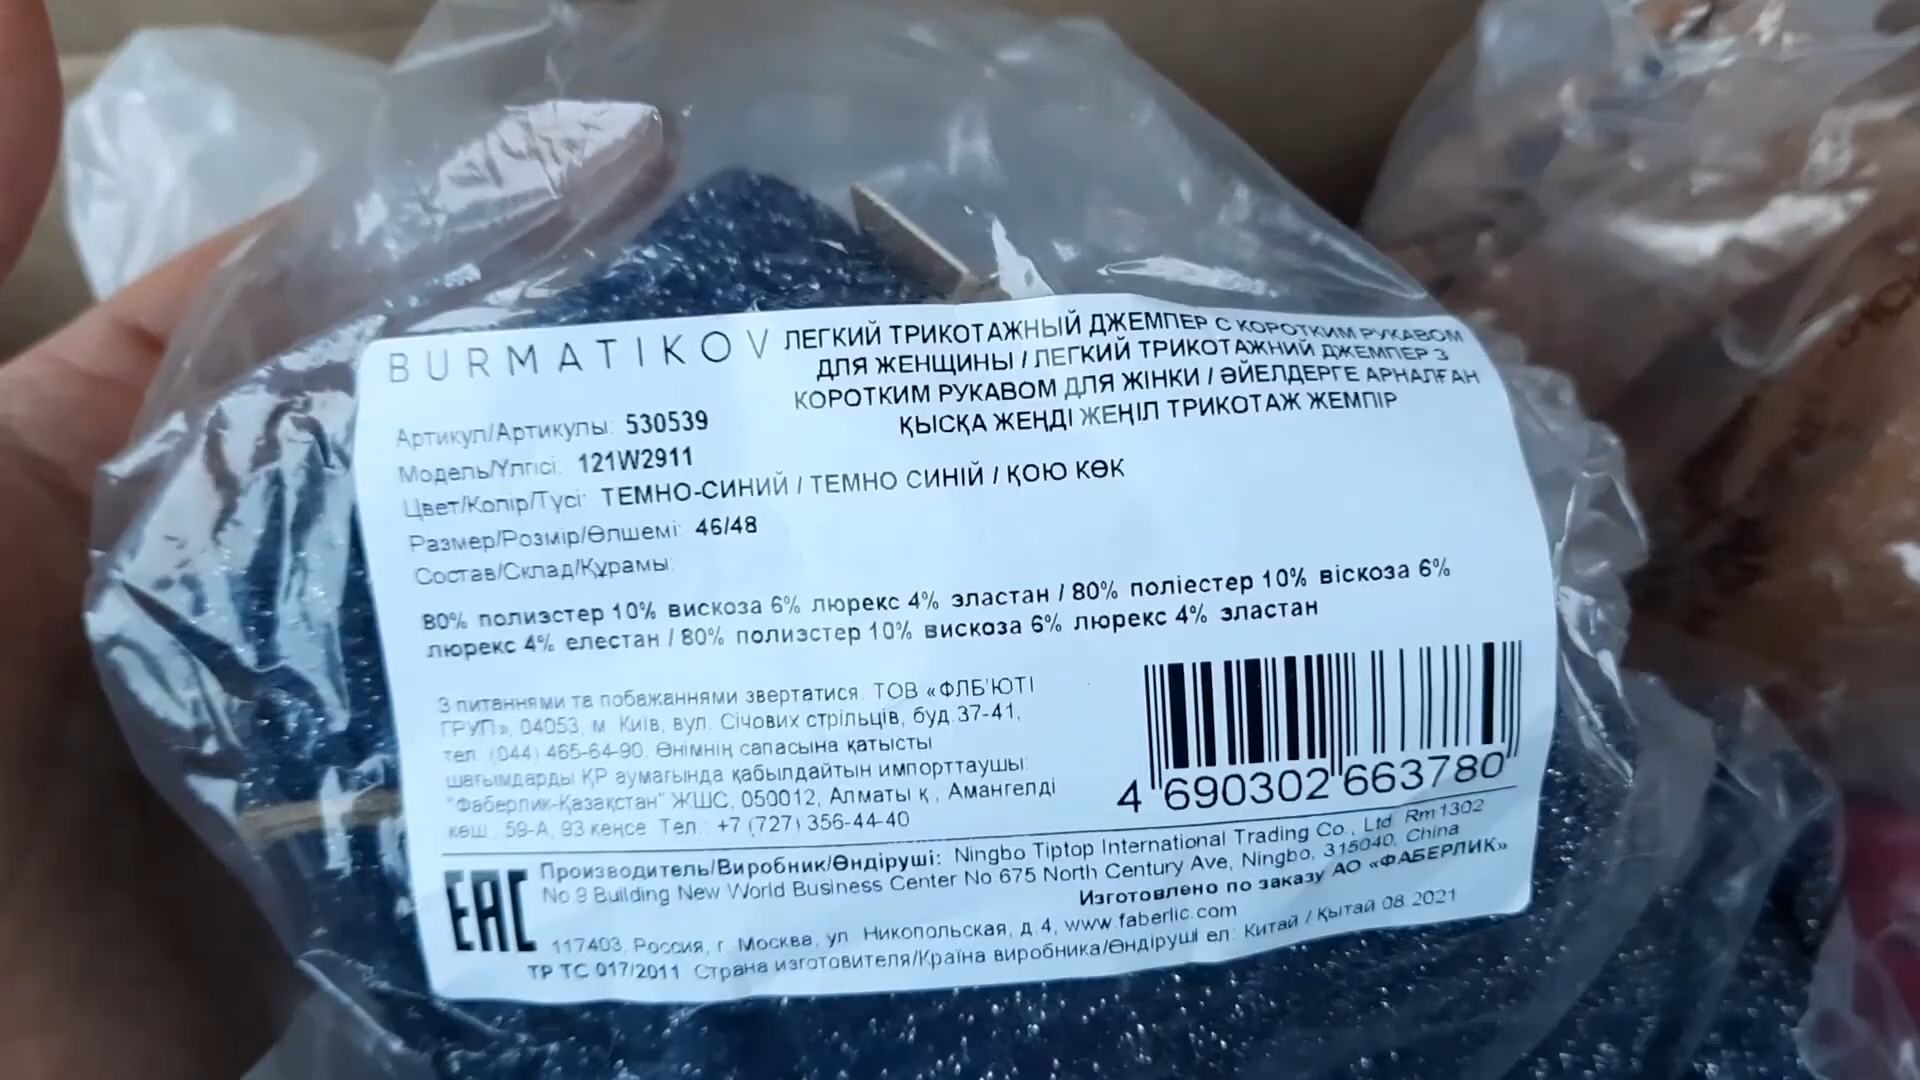 BURMATIKOV
ЛЕГКИЙ ТРИКОТАЖНЫЙ ДЖЕМПЕР С КОРОТКИМ РУКАВОМ
ДЛЯ ЖЕНЩИНЫ / ЛЕГКИЙ ТРИКОТАЖНИЙ ДЖЕМПЕР З
КОРОТКИМ РУКАВОМ ДЛЯ ЖІНКИ / ӘЙЕЛДЕРГЕ АРНАЛҒАН
ҚЫСҚА ЖЕҢДІ ЖЕҢІЛ ТРИКОТАЖ ЖЕМПІР
Артикул/Артикулы: 530539
Модель/Үлгісі: 121W2911
Цвет/Колір/Түсі: ТЕМНО-СИНИЙ / ТЕМНО СИНІЙ / ҚОЮ КӨК
Размер/Розмір/Өлшемі: 46/48
Состав/Склад/Құрамы:
80% полиэстер 10% вискоза 6% люрекс 4% эластан / 80% поліестер 10% віскоза 6%
люрекс 4% елестан / 80% полиэстер 10% вискоза 6% люрекс 4% эластан
З питаннями та побажаннями звертатися: ТОВ «ФЛБ'ЮТІ
ГРУП», 04053, м. Київ, вул. Січових стрільців, буд.37-41,
тел. (044) 465-64-90. Өнімнің сапасына қатысты
шағымдарды ҚР аумағында қабылдайтын импорттаушы:
"Фаберлик-Қазақстан" ЖШС, 050012, Алматы қ., Амангелді
көш., 59-А, 93 кеңсе. Тел.: +7 (727) 356-44-40
4 690302 663780
Производитель/Виробник/Өндіруші: Ningbo Tiptop International Trading Co., Ltd. Rm1302
No.9 Building New World Business Center No 675 North Century Ave, Ningbo, 315040, China
Изготовлено по заказу АО «ФАБЕРЛИК»
EAC
117403, Россия, г. Москва, ул. Никопольская, д.4, www.faberlic.com
ТР ТС 017/2011 Страна изготовителя/Країна виробника/Өндіруші ел: Китай / Қытай 08.2021